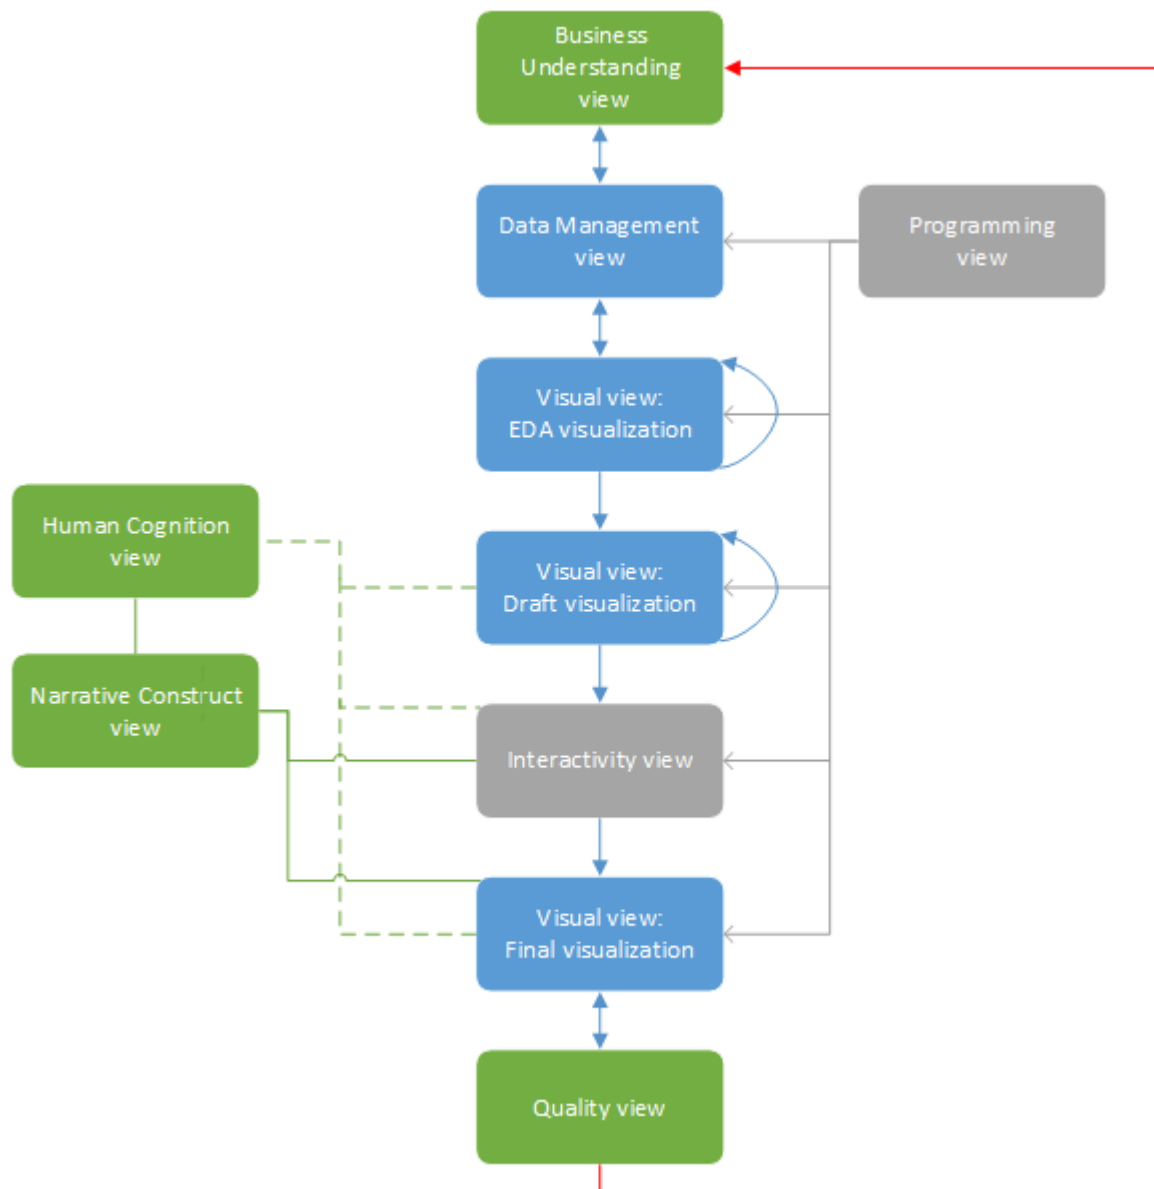 Business
Understanding
view
Data Management
view
Programming
view
Visual view:
EDA visualization
Human Cognition
view
Visual view:
Draft visualization
Narrative Construct
view
Interactivity view
Visual view:
Final visualization
Quality view